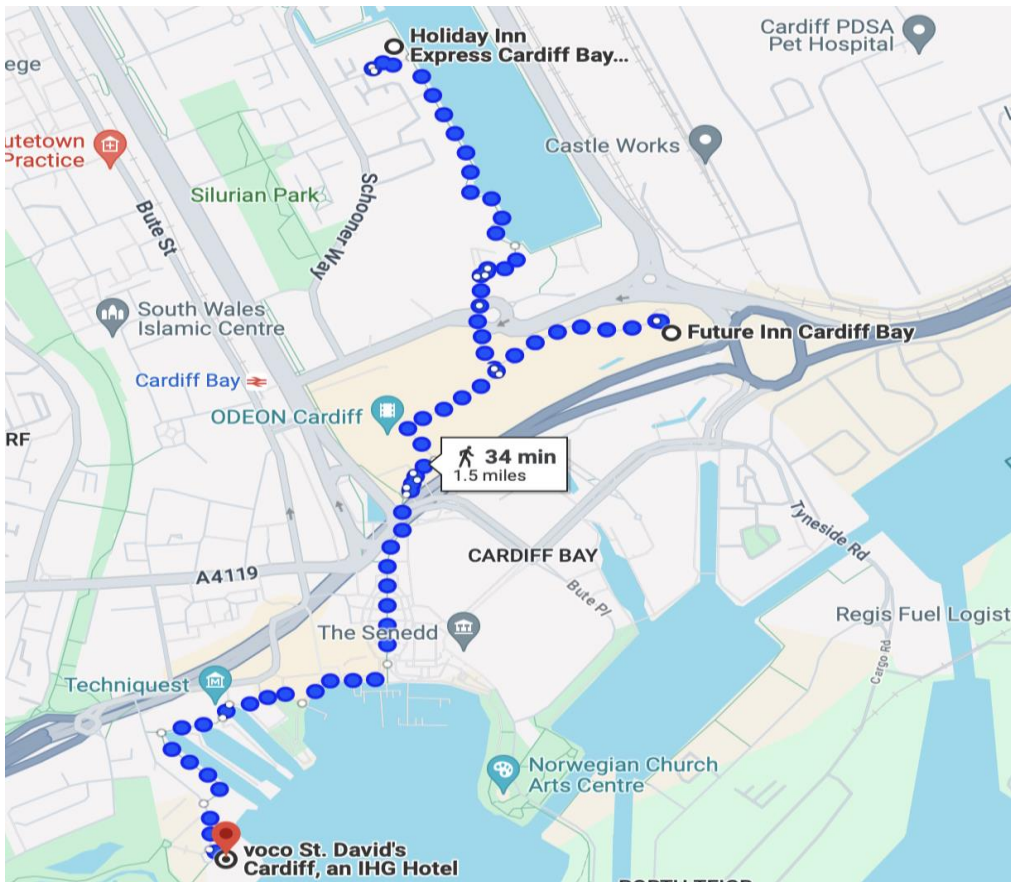 Holiday Inn
Express Cardiff Bay...
Cardiff PDSA
Pet Hospital
ege
utetown
Practice
Castle Works
Silurian Park
Schooner Way
Bute St
South Wales
Islamic Centre
Future Inn Cardiff Bay
Cardiff Bay
ODEON Cardiff
RF
34 min
1.5 miles
Tyneside Rd
CARDIFF BAY
A4119
Bute Pl
The Senedd
Regis Fuel Logist
Cargo Rd
Techniquest
Norwegian Church
Arts Centre
voco St. David's
Cardiff, an IHG Hotel